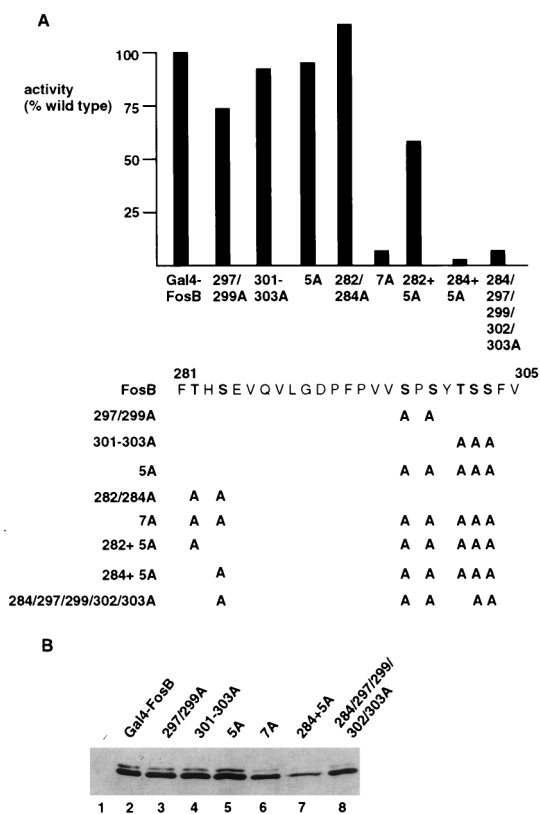 A
activity
(% wild type)
100
75
50
25
Gal4-FosB 297/299A 301-303A 5A 282/284A 7A 282+5A 284+5A 284/297/299/302/303A
281 305
FosB F T H S E V Q V L G D P F P V V S P S Y T S S F V
297/299A A A
301-303A A A A
5A A A A A A
282/284A A A
7A A A A A A A A
282+ 5A A A A A A A
284+ 5A A A A A A A
284/297/299/302/303A A A A A A
B
Gal4-FosB 297/299A 301-303A 5A 7A 284+5A 284/297/299/302/303A
1 2 3 4 5 6 7 8